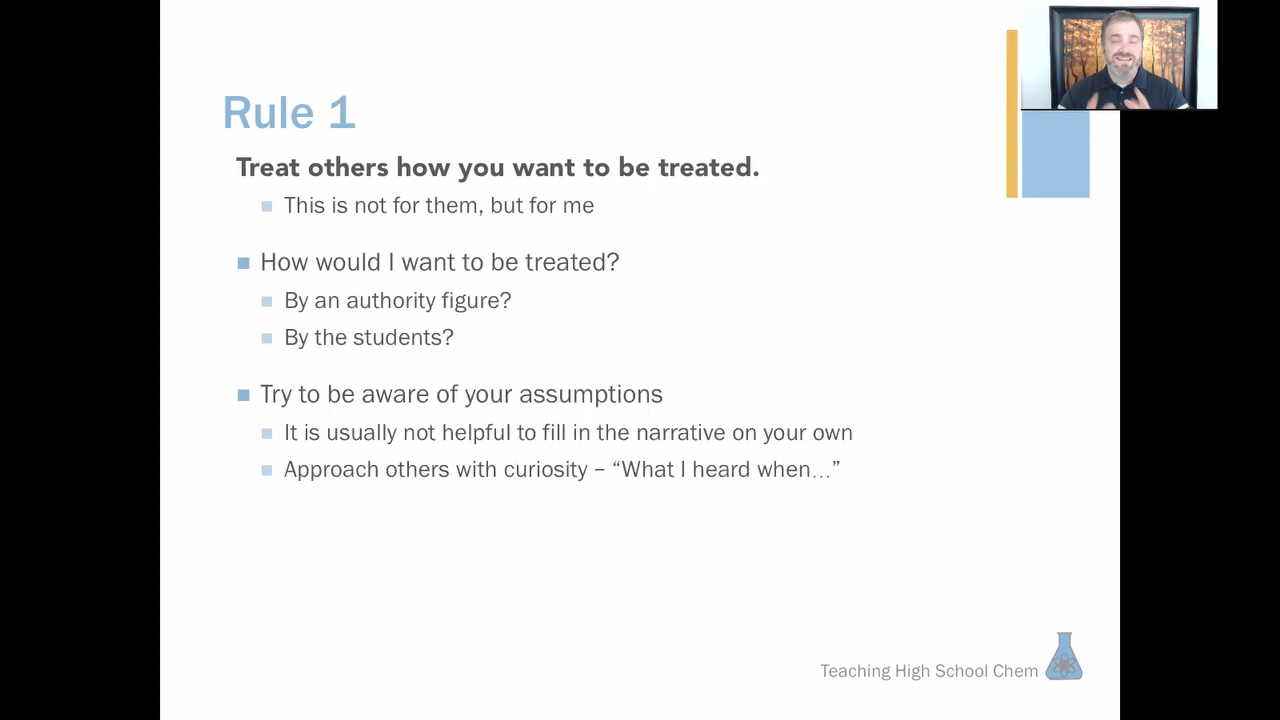 Rule 1
Treat others how you want to be treated.
This is not for them, but for me
How would I want to be treated?
By an authority figure?
By the students?
Try to be aware of your assumptions
It is usually not helpful to fill in the narrative on your own
Approach others with curiosity – “What I heard when…”
Teaching High School Chem